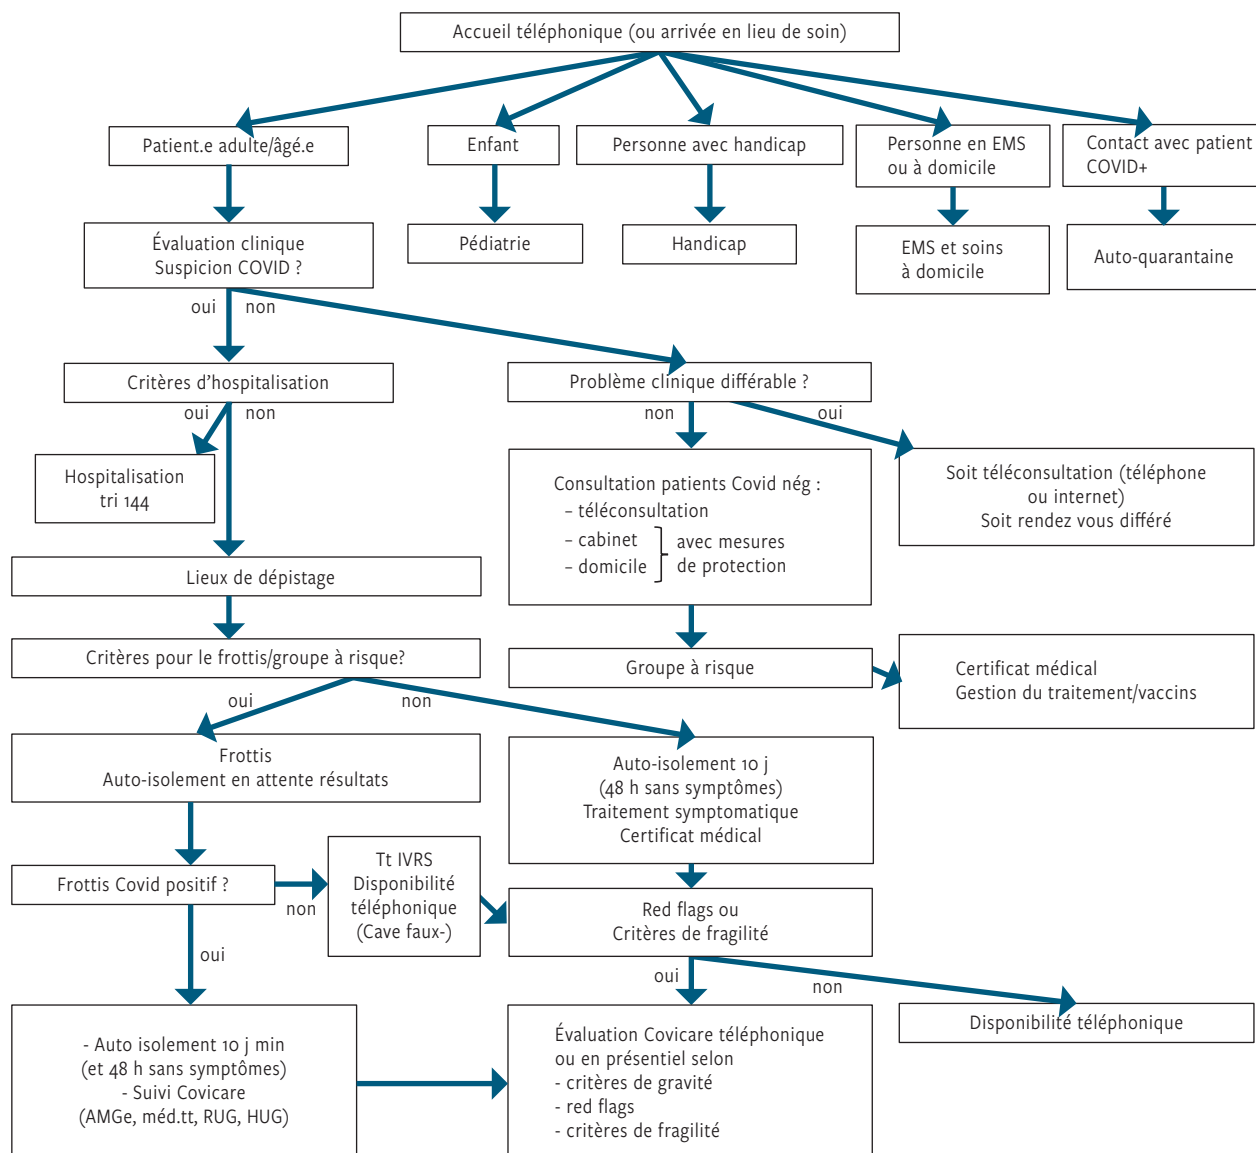 Accueil téléphonique (ou arrivée en lieu de soin)
Patient.e adulte/âgé.e
Enfant
Personne avec handicap
Personne en EMS
ou à domicile
Contact avec patient
COVID+
Évaluation clinique
Suspicion COVID ?
Pédiatrie
Handicap
EMS et soins
à domicile
Auto-quarantaine
oui
non
Critères d'hospitalisation
Problème clinique différable ?
oui
non
non
oui
Hospitalisation
tri 144
Consultation patients Covid nég :
– téléconsultation
– cabinet
– domicile
avec mesures
de protection
Soit téléconsultation (téléphone
ou internet)
Soit rendez vous différé
Lieux de dépistage
Critères pour le frottis/groupe à risque?
Groupe à risque
Certificat médical
Gestion du traitement/vaccins
oui
non
Frottis
Auto-isolement en attente résultats
Auto-isolement 10 j
(48 h sans symptômes)
Traitement symptomatique
Certificat médical
Frottis Covid positif ?
non
Tt IVRS
Disponibilité
téléphonique
(Cave faux-)
Red flags ou
Critères de fragilité
oui
oui
non
- Auto isolement 10 j min
(et 48 h sans symptômes)
- Suivi Covicare
(AMGe, méd.tt, RUG, HUG)
Évaluation Covicare téléphonique
ou en présentiel selon
- critères de gravité
- red flags
- critères de fragilité
Disponibilité téléphonique